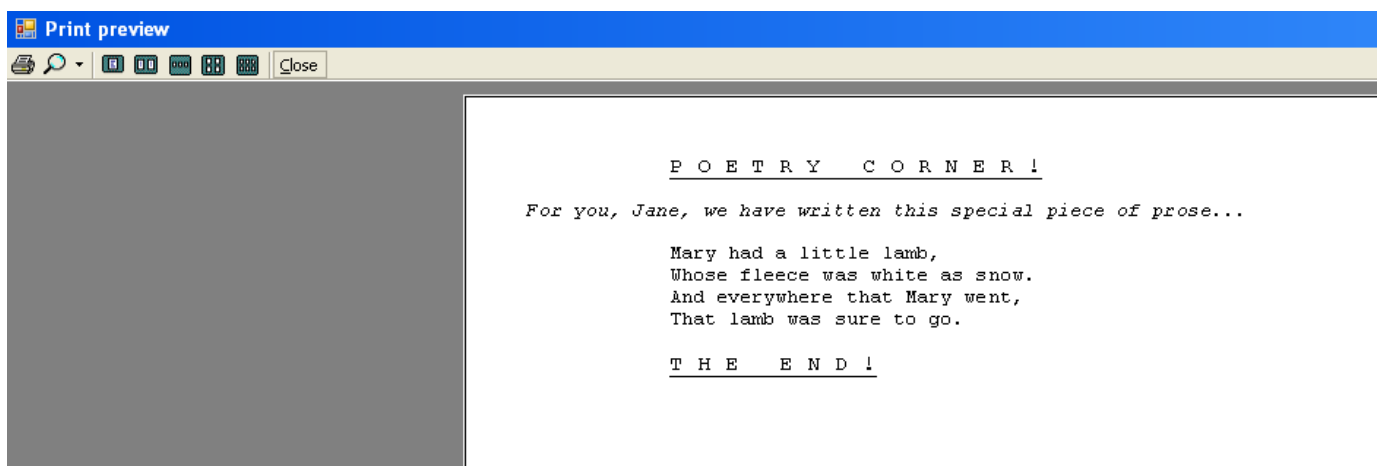 Print preview
Close
P O E T R Y   C O R N E R !
For you, Jane, we have written this special piece of prose...
Mary had a little lamb,
Whose fleece was white as snow.
And everywhere that Mary went,
That lamb was sure to go.
T H E   E N D !